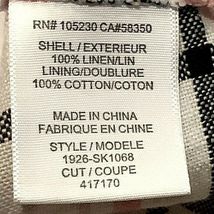 RN# 105230 CA#58350
SHELL / EXTERIEUR
100% LINEN/LIN
LINING/DOUBLURE
100% COTTON/COTON
MADE IN CHINA
FABRIQUE EN CHINE
STYLE / MODELE
1926-SK1068
CUT / COUPE
417170